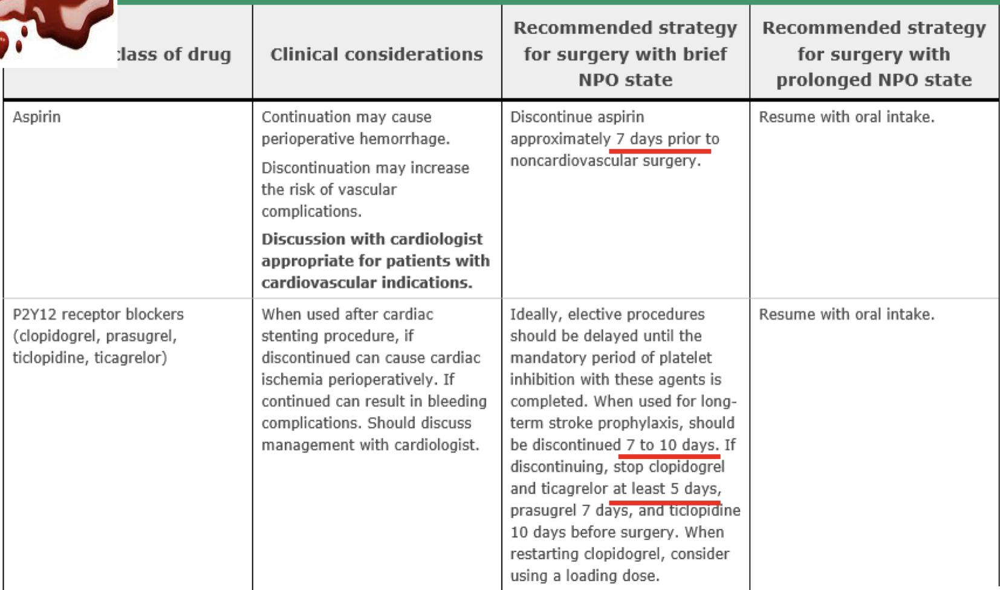 class of drug
Clinical considerations
Recommended strategy
for surgery with brief
NPO state
Recommended strategy
for surgery with
prolonged NPO state
Aspirin
Continuation may cause
perioperative hemorrhage.
Discontinuation may increase
the risk of vascular
complications.
Discussion with cardiologist
appropriate for patients with
cardiovascular indications.
Discontinue aspirin
approximately 7 days prior to
noncardiovascular surgery.
Resume with oral intake.
P2Y12 receptor blockers
(clopidogrel, prasugrel,
ticlopidine, ticagrelor)
When used after cardiac
stenting procedure, if
discontinued can cause cardiac
ischemia perioperatively. If
continued can result in bleeding
complications. Should discuss
management with cardiologist.
Ideally, elective procedures
should be delayed until the
mandatory period of platelet
inhibition with these agents is
completed. When used for long-
term stroke prophylaxis, should
be discontinued 7 to 10 days. If
discontinuing, stop clopidogrel
and ticagrelor at least 5 days,
prasugrel 7 days, and ticlopidine
10 days before surgery. When
restarting clopidogrel, consider
using a loading dose.
Resume with oral intake.